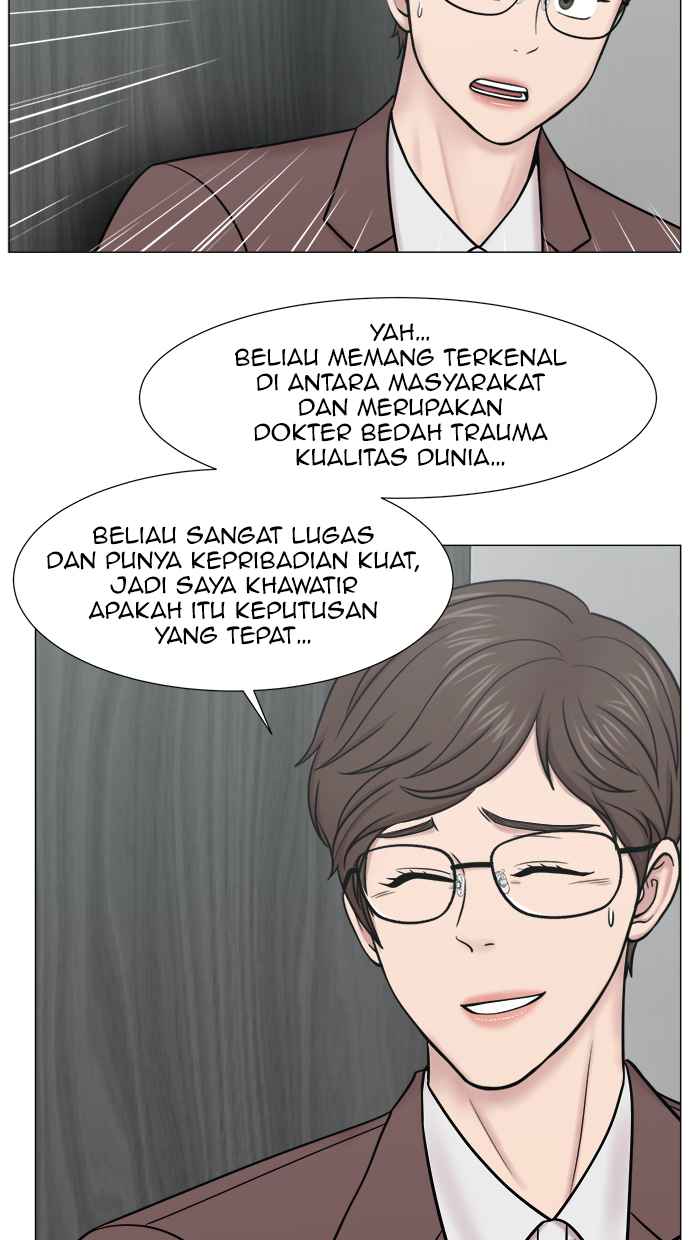 YAH...
BELIAU MEMANG TERKENAL
DI ANTARA MASYARAKAT
DAN MERUPAKAN
DOKTER BEDAH TRAUMA
KUALITAS DUNIA...
BELIAU SANGAT LUGAS
DAN PUNYA KEPRIBADIAN KUAT,
JADI SAYA KHAWATIR
APAKAH ITU KEPUTUSAN
YANG TEPAT...